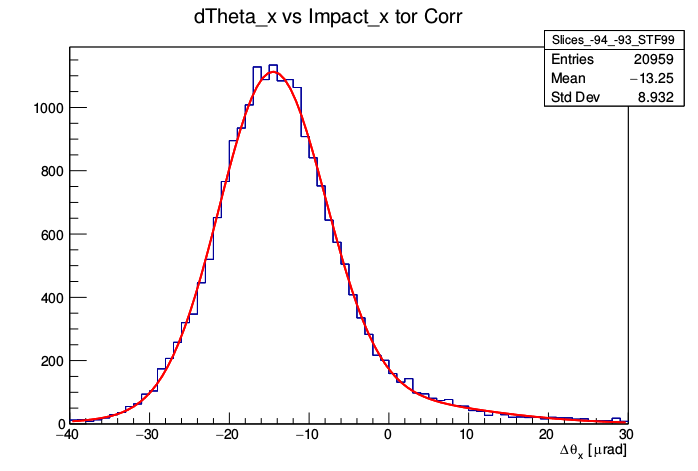 dTheta_x vs Impact_x tor Corr
Slices_-94_-93_STF99
Entries 20959
Mean −13.25
Std Dev 8.932
1000
800
600
400
200
0
−40 −30 −20 −10 0 10 20 30
Δθx [μrad]